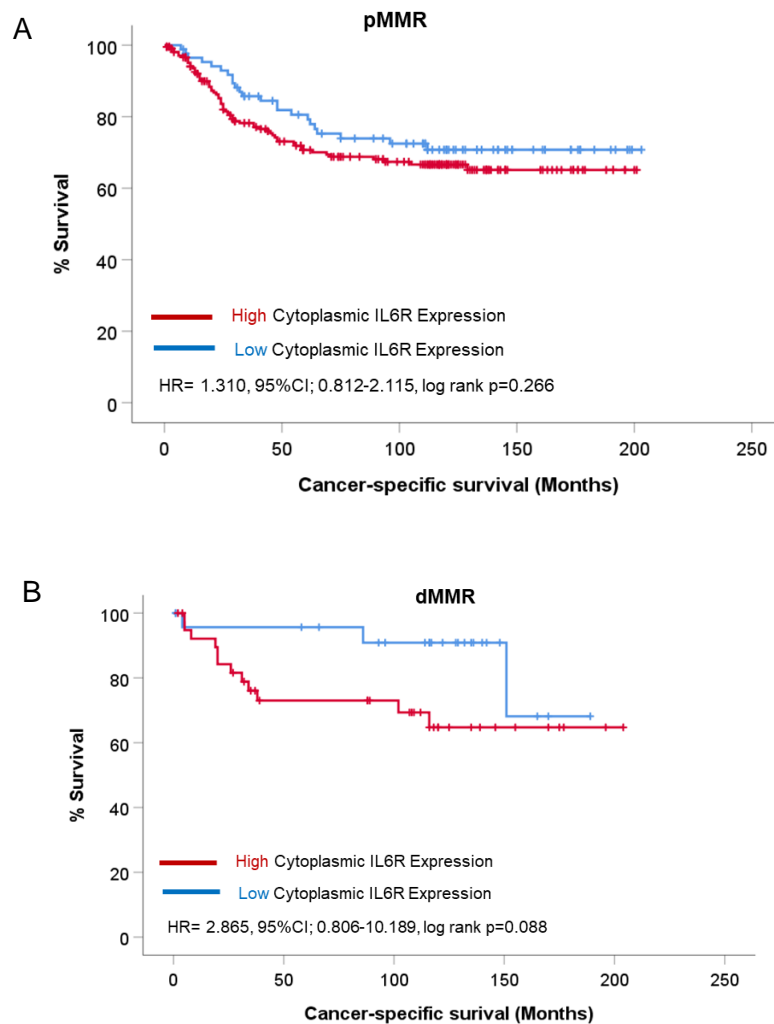 A
pMMR
100
80
60
40
20
0
% Survival
High Cytoplasmic IL6R Expression
Low Cytoplasmic IL6R Expression
HR= 1.310, 95%CI; 0.812-2.115, log rank p=0.266
0 50 100 150 200 250
Cancer-specific survival (Months)
B
dMMR
100
80
60
40
20
0
% Survival
High Cytoplasmic IL6R Expression
Low Cytoplasmic IL6R Expression
HR= 2.865, 95%CI; 0.806-10.189, log rank p=0.088
0 50 100 150 200 250
Cancer-specific surival (Months)